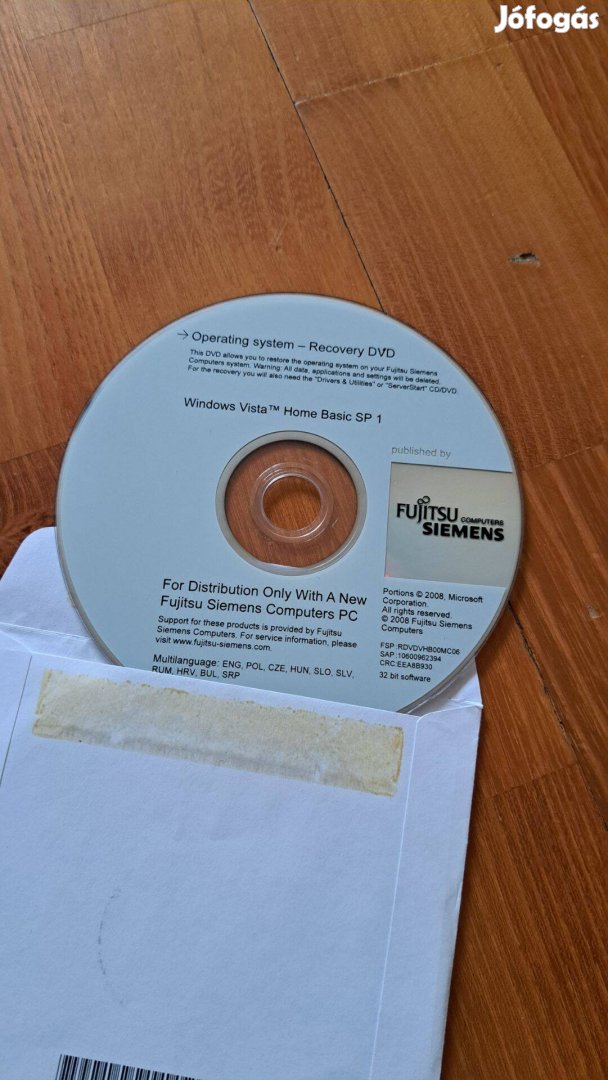 Jófogás
→ Operating system – Recovery DVD
This DVD allows you to restore the operating system on your Fujitsu Siemens
Computers system. Warning: All data, applications and settings will be deleted.
For the recovery you will also need the "Drivers & Utilities" or "ServerStart" CD/DVD.
Windows Vista™ Home Basic SP 1
published by
FUJITSU COMPUTERS
SIEMENS
For Distribution Only With A New
Fujitsu Siemens Computers PC
Support for these products is provided by Fujitsu
Siemens Computers. For service information, please
visit www.fujitsu-siemens.com.
Multilanguage: ENG, POL, CZE, HUN, SLO, SLV,
RUM, HRV, BUL, SRP
Portions © 2008, Microsoft
Corporation.
All rights reserved.
© 2008 Fujitsu Siemens
Computers
FSP: RDVDVHB00MC06
SAP :10600962394
CRC:EEA8B930
32 bit software